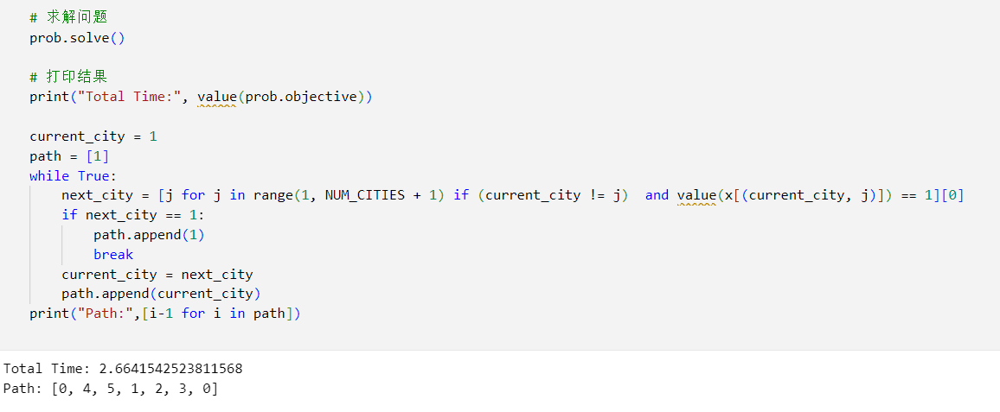 # 求解问题
prob.solve()
# 打印结果
print("Total Time:", value(prob.objective))
current_city = 1
path = [1]
while True:
next_city = [j for j in range(1, NUM_CITIES + 1) if (current_city != j)  and value(x[(current_city, j)]) == 1][0]
if next_city == 1:
path.append(1)
break
current_city = next_city
path.append(current_city)
print("Path:",[i-1 for i in path])
Total Time: 2.6641542523811568
Path: [0, 4, 5, 1, 2, 3, 0]